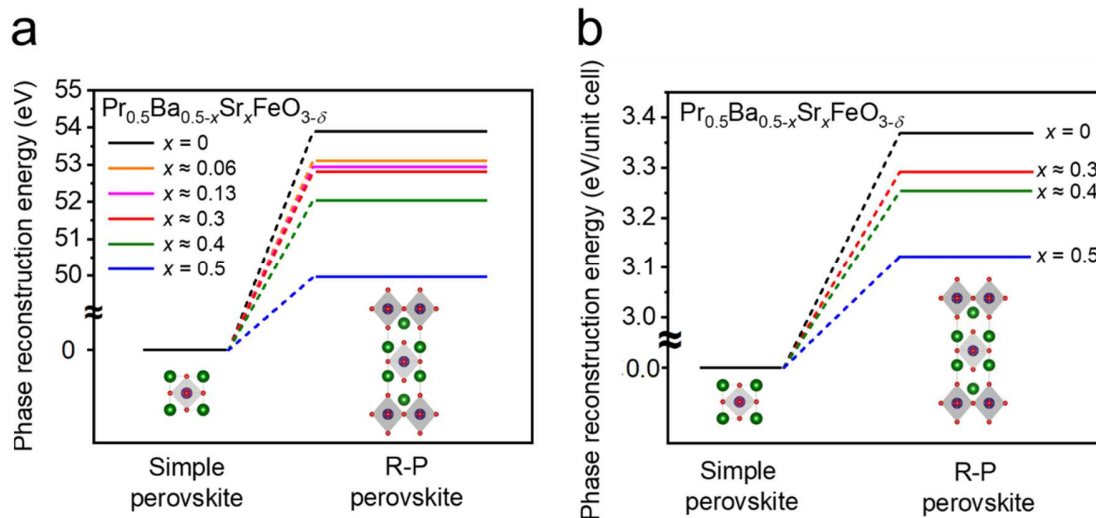 a
Phase reconstruction energy (eV)
55
54
53
52
51
50
0
Pr0.5Ba0.5-xSrxFeO3-δ
x = 0
x ≈ 0.06
x ≈ 0.13
x ≈ 0.3
x ≈ 0.4
x = 0.5
Simple
perovskite
R-P
perovskite
b
Phase reconstruction energy (eV/unit cell)
3.4
3.3
3.2
3.1
3.0
0.0
Pr0.5Ba0.5-xSrxFeO3-δ
x = 0
x ≈ 0.3
x ≈ 0.4
x = 0.5
Simple
perovskite
R-P
perovskite